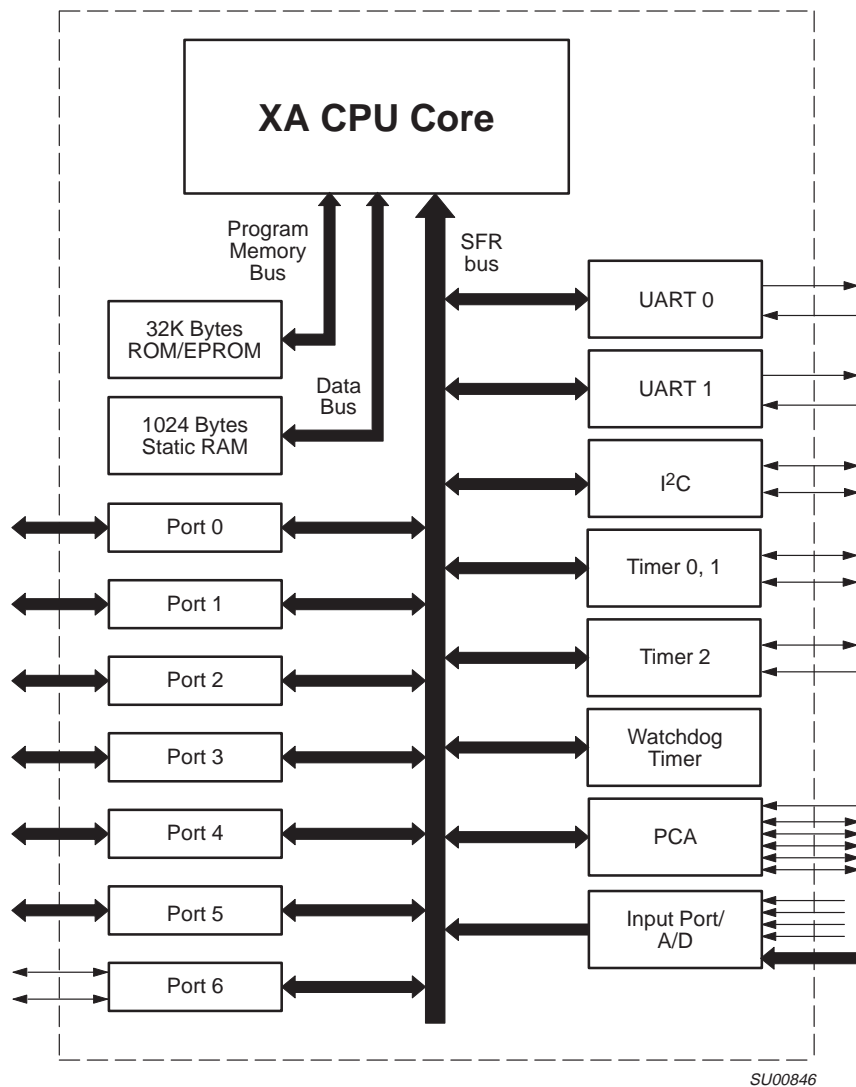 XA CPU Core
Program
Memory
Bus
SFR
bus
32K Bytes
ROM/EPROM
Data
Bus
1024 Bytes
Static RAM
Port 0
Port 1
Port 2
Port 3
Port 4
Port 5
Port 6
UART 0
UART 1
I²C
Timer 0, 1
Timer 2
Watchdog
Timer
PCA
Input Port/
A/D
SU00846